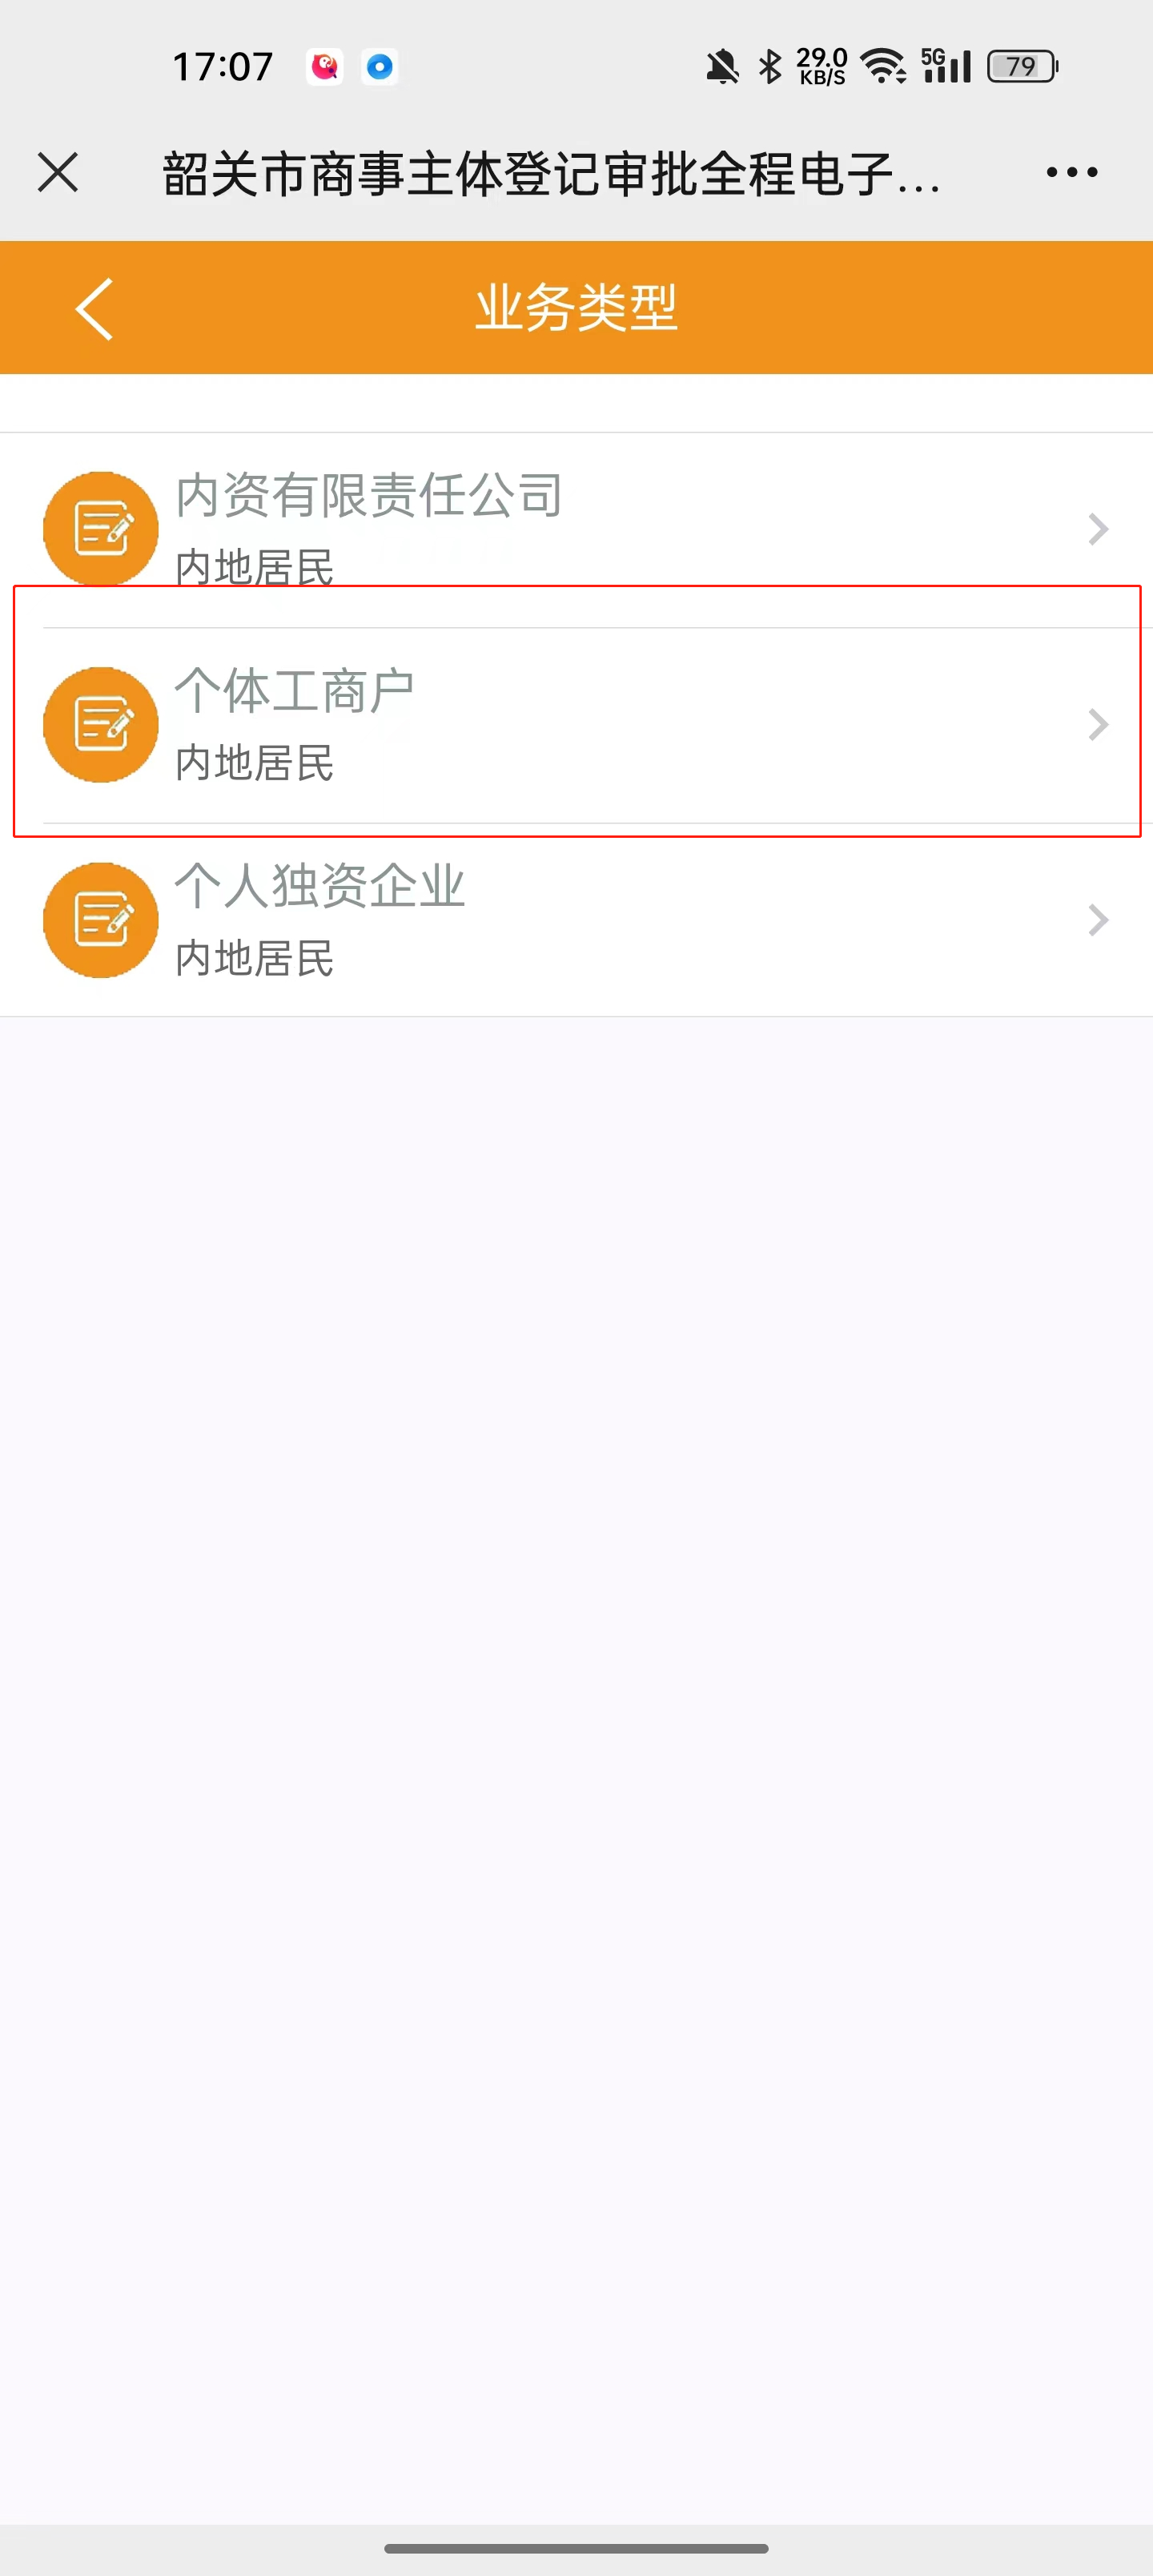 17:07
29.0
KB/S
5G
79
韶关市商事主体登记审批全程电子...
业务类型
内资有限责任公司
内地居民
个体工商户
内地居民
个人独资企业
内地居民